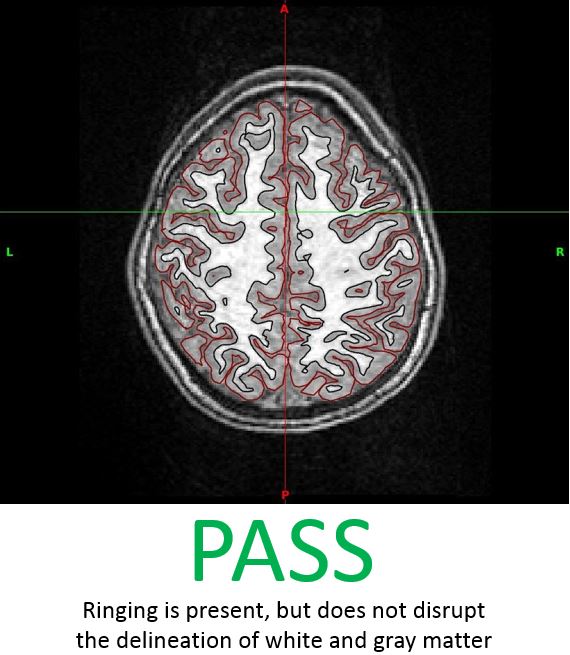 A
L
R
P
PASS
Ringing is present, but does not disrupt
the delineation of white and gray matter